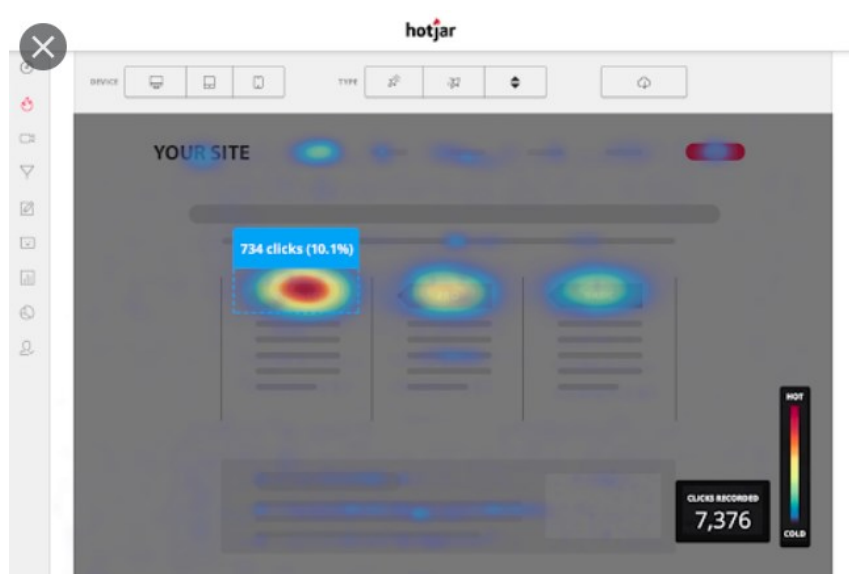 hotjar
DEVICE
TYPE
YOUR SITE
734 clicks (10.1%)
HOT
CLICKS RECORDED
7,376
COLD